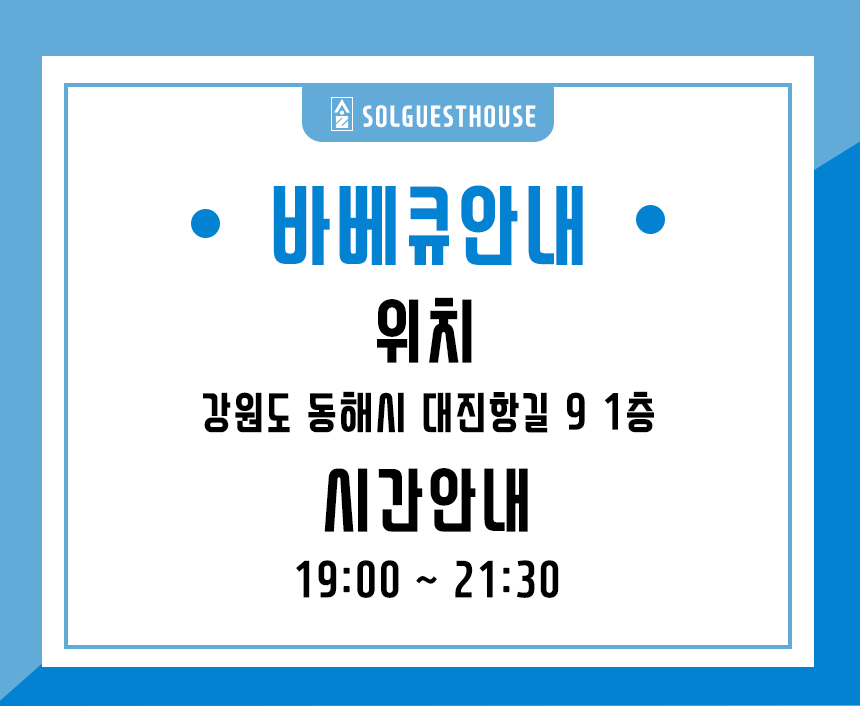 솔 SOLGUESTHOUSE
• 바베큐안내 •
위치
강원도 동해시 대진항길 9 1층
시간안내
19:00 ~ 21:30